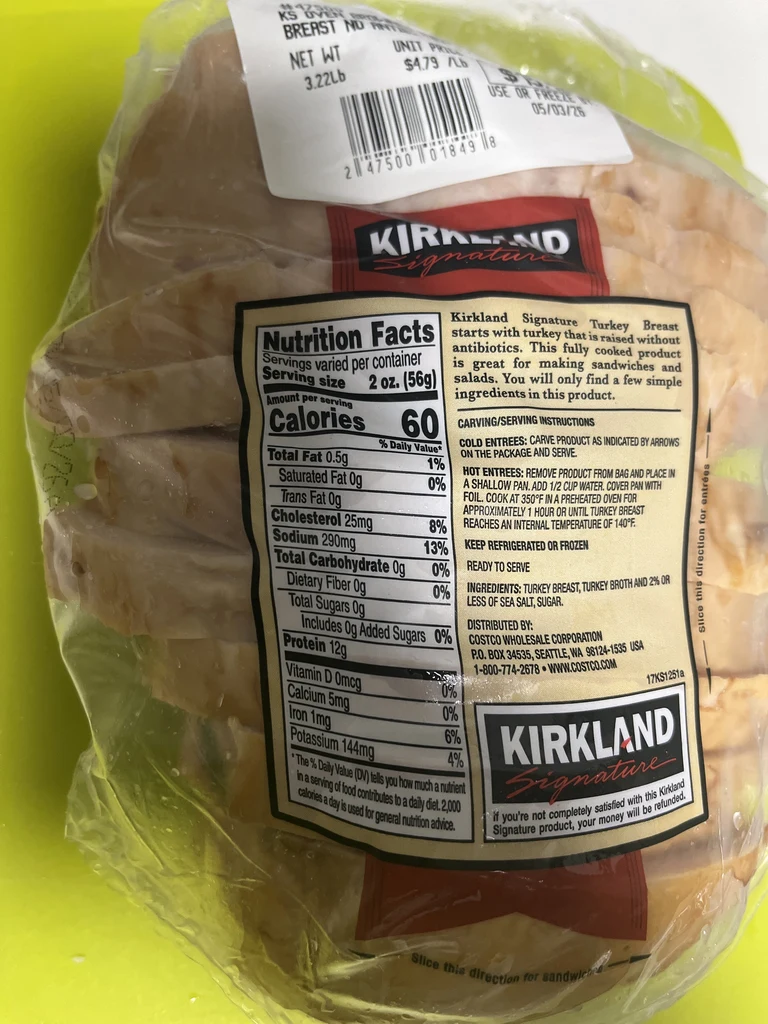 KS OVEN
BREAST NO
NET WT
UNIT
3.22Lb
$4.79 /Lb
$
USE OR FREEZE
05/03/26
2 47500 01849 8
KIRKLAND
Signature
Nutrition Facts
Servings varied per container
Serving size 2 oz. (56g)
Amount per serving
Calories 60
% Daily Value*
Total Fat 0.5g 1%
Saturated Fat 0g 0%
Trans Fat 0g
Cholesterol 25mg 8%
Sodium 290mg 13%
Total Carbohydrate 0g 0%
Dietary Fiber 0g 0%
Total Sugars 0g
Includes 0g Added Sugars 0%
Protein 12g
Vitamin D 0mcg 0%
Calcium 5mg 0%
Iron 1mg 6%
Potassium 144mg 4%
*The % Daily Value (DV) tells you how much a nutrient
in a serving of food contributes to a daily diet. 2,000
calories a day is used for general nutrition advice.
Kirkland Signature Turkey Breast
starts with turkey that is raised without
antibiotics. This fully cooked product
is great for making sandwiches and
salads. You will only find a few simple
ingredients in this product.
CARVING/SERVING INSTRUCTIONS
COLD ENTREES: CARVE PRODUCT AS INDICATED BY ARROWS
ON THE PACKAGE AND SERVE.
HOT ENTREES: REMOVE PRODUCT FROM BAG AND PLACE IN
A SHALLOW PAN. ADD 1/2 CUP WATER. COVER PAN WITH
FOIL. COOK AT 350°F IN A PREHEATED OVEN FOR
APPROXIMATELY 1 HOUR OR UNTIL TURKEY BREAST
REACHES AN INTERNAL TEMPERATURE OF 140°F.
KEEP REFRIGERATED OR FROZEN
READY TO SERVE
INGREDIENTS: TURKEY BREAST, TURKEY BROTH AND 2% OR
LESS OF SEA SALT, SUGAR.
DISTRIBUTED BY:
COSTCO WHOLESALE CORPORATION
P.O. BOX 34535, SEATTLE, WA 98124-1535 USA
1-800-774-2678 • WWW.COSTCO.COM
17KS1251a
KIRKLAND
Signature
If you're not completely satisfied with this Kirkland
Signature product, your money will be refunded.
Slice this direction for entrées
Slice this direction for